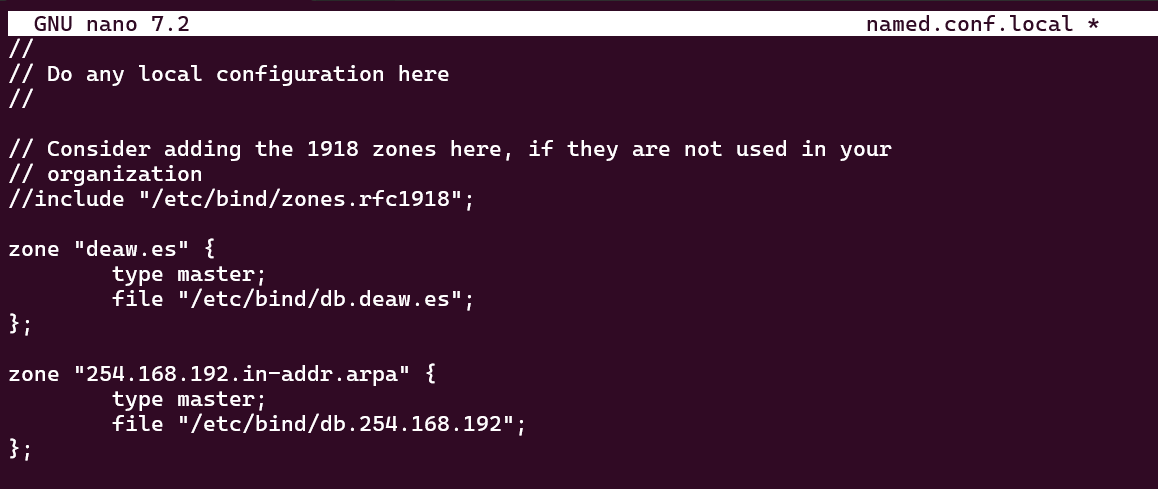 GNU nano 7.2 named.conf.local *
//
// Do any local configuration here
//
// Consider adding the 1918 zones here, if they are not used in your
// organization
//include "/etc/bind/zones.rfc1918";
zone "deaw.es" {
type master;
file "/etc/bind/db.deaw.es";
};
zone "254.168.192.in-addr.arpa" {
type master;
file "/etc/bind/db.254.168.192";
};